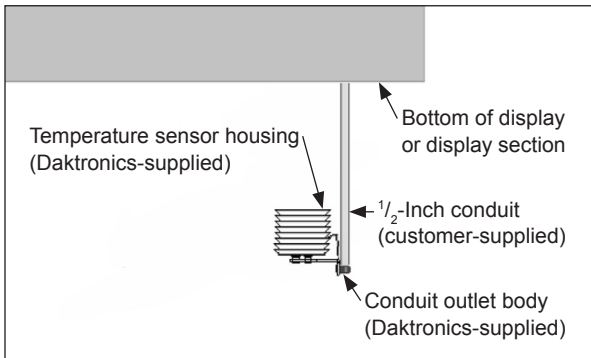 Bottom of display
or display section
Temperature sensor housing
(Daktronics-supplied)
1/2-Inch conduit
(customer-supplied)
Conduit outlet body
(Daktronics-supplied)